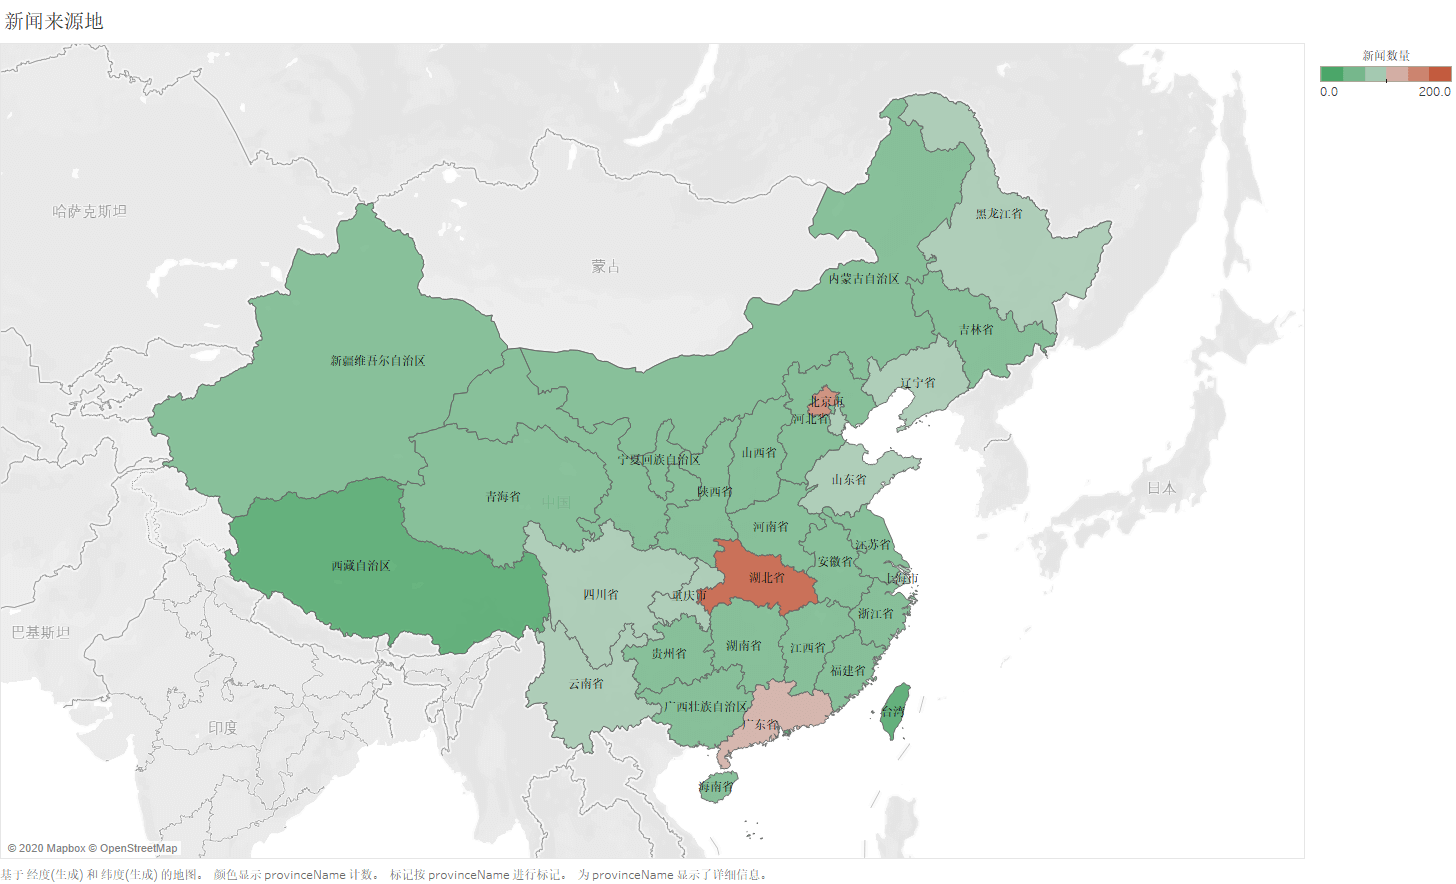 新闻来源地
新闻数量
0.0
200.0
哈萨克斯坦
黑龙江省
蒙古
内蒙古自治区
吉林省
新疆维吾尔自治区
辽宁省
北京市
河北省
宁夏回族自治区
山西省
山东省
日本
陕西省
青海省
中国
河南省
江苏省
安徽省
西藏自治区
湖北省
上海市
四川省
重庆市
浙江省
巴基斯坦
湖南省
江西省
贵州省
福建省
云南省
广西壮族自治区
台湾
广东省
印度
海南省
© 2020 Mapbox © OpenStreetMap
基于 经度(生成) 和 纬度(生成) 的地图。 颜色显示 provinceName 计数。 标记按 provinceName 进行标记。 为 provinceName 显示了详细信息。